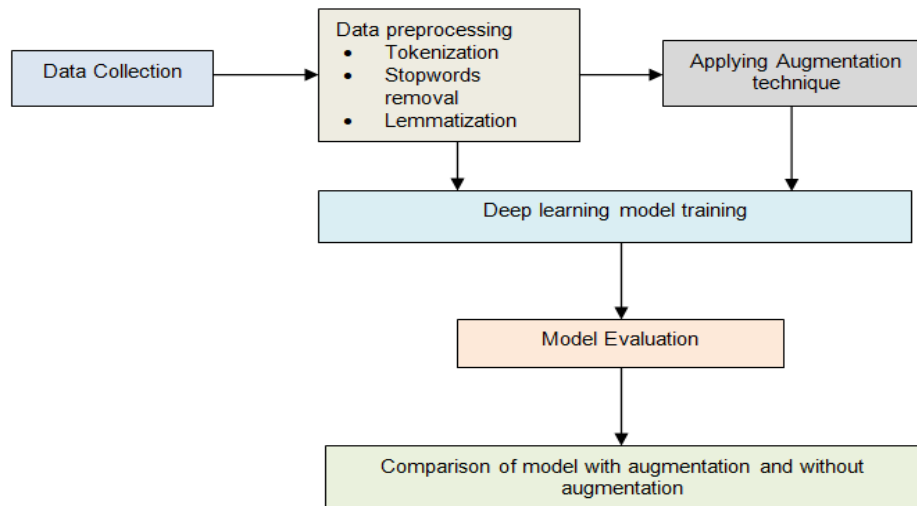 Data Collection
Data preprocessing
• Tokenization
• Stopwords
removal
• Lemmatization
Applying Augmentation
technique
Deep learning model training
Model Evaluation
Comparison of model with augmentation and without
augmentation